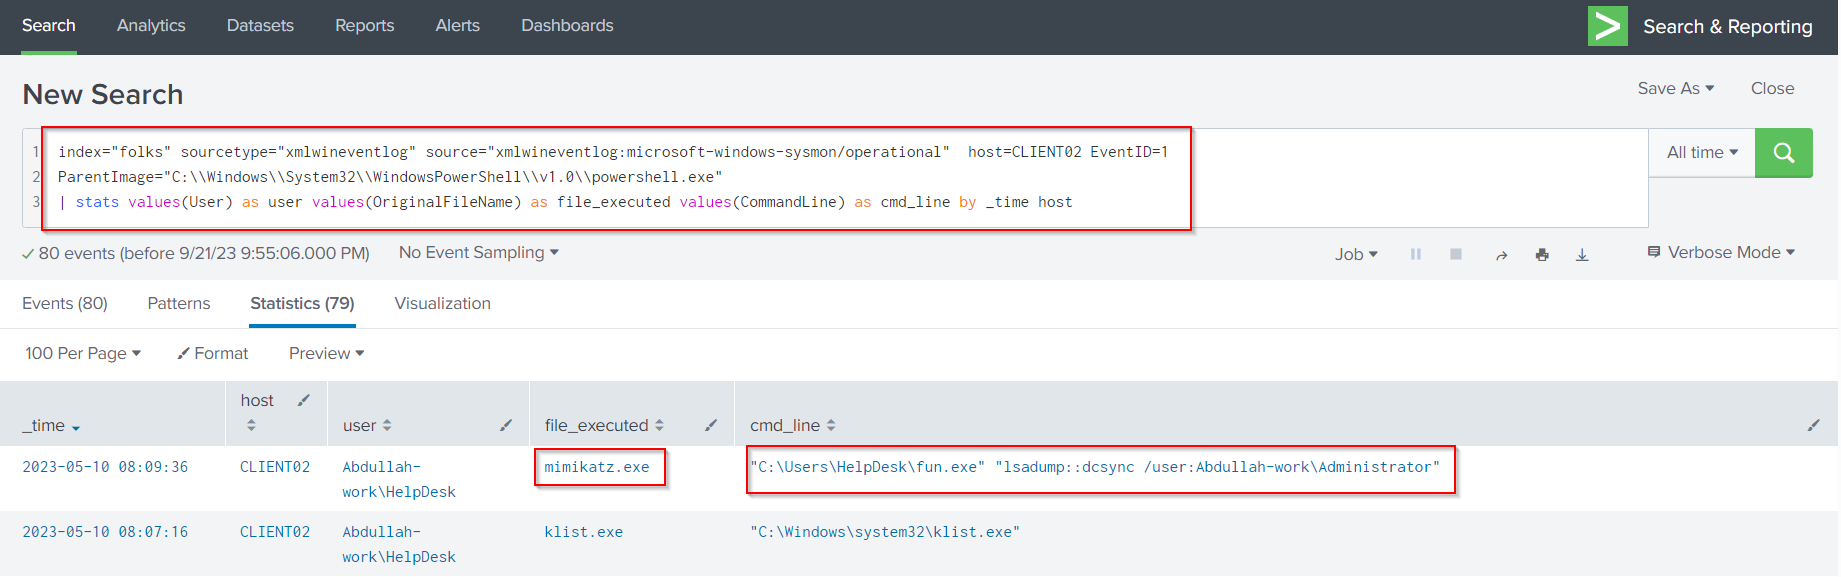 Search Analytics Datasets Reports Alerts Dashboards > Search & Reporting
New Search Save As Close
1 index="folks" sourcetype="xmlwineventlog" source="xmlwineventlog:microsoft-windows-sysmon/operational"  host=CLIENT02 EventID=1
2 ParentImage="C:\\Windows\\System32\\WindowsPowerShell\\v1.0\\powershell.exe"
3 | stats values(User) as user values(OriginalFileName) as file_executed values(CommandLine) as cmd_line by _time host
All time
80 events (before 9/21/23 9:55:06.000 PM) No Event Sampling Job Verbose Mode
Events (80) Patterns Statistics (79) Visualization
100 Per Page Format Preview
_time host user file_executed cmd_line
2023-05-10 08:09:36 CLIENT02 Abdullah- mimikatz.exe "C:\Users\HelpDesk\fun.exe" "lsadump::dcsync /user:Abdullah-work\Administrator"
work\HelpDesk
2023-05-10 08:07:16 CLIENT02 Abdullah- klist.exe "C:\Windows\system32\klist.exe"
work\HelpDesk